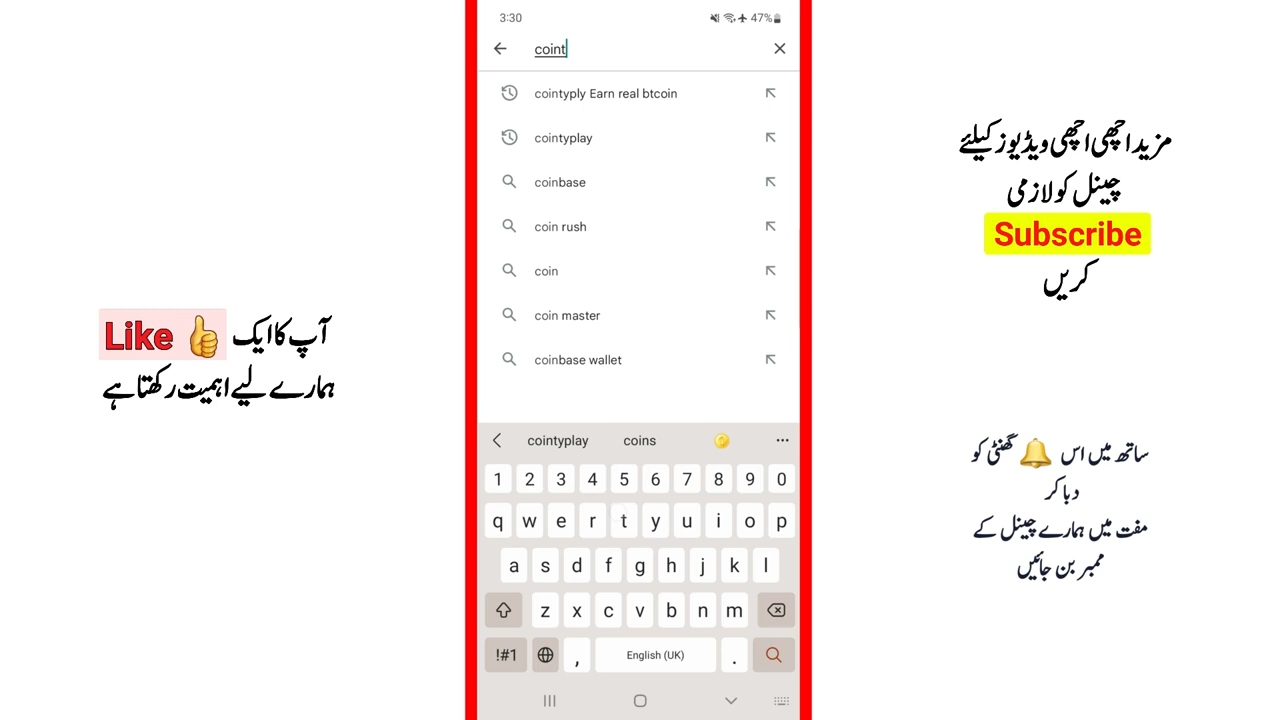 3:30
47%
coint
cointyply Earn real btcoin
cointyplay
coinbase
coin rush
coin
coin master
coinbase wallet
cointyplay coins
1 2 3 4 5 6 7 8 9 0
q w e r t y u i o p
a s d f g h j k l
z x c v b n m
!#1 , English (UK) .
آپ کا ایک Like 👍
ہمارے لیے اہمیت رکھتا ہے
مزید اچھی اچھی ویڈیوز کیلئے
چینل کو لازمی
Subscribe
کریں
ساتھ میں اس 🔔 گھنٹی کو
دبا کر
مفت میں ہمارے چینل کے
ممبر بن جائیں